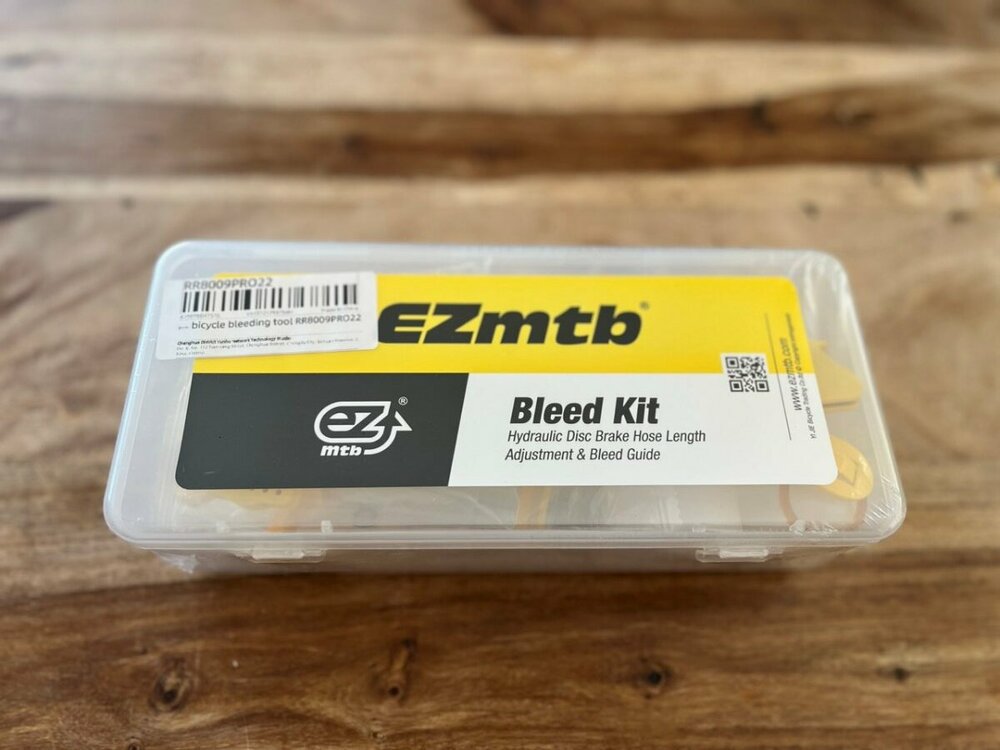 RR8009PRO22
bicycle bleeding tool RR8009PRO22
EZmtb®
ez®
mtb
Bleed Kit
Hydraulic Disc Brake Hose Length
Adjustment & Bleed Guide
www.ezmtb.com